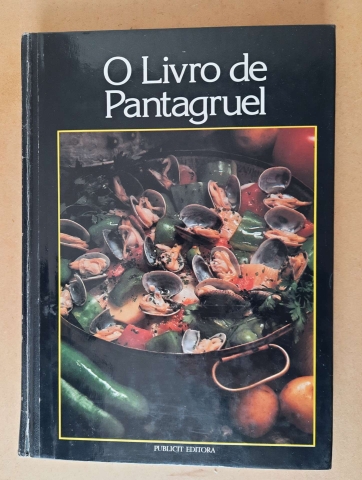 O Livro de
Pantagruel
PUBLICIT EDITORA